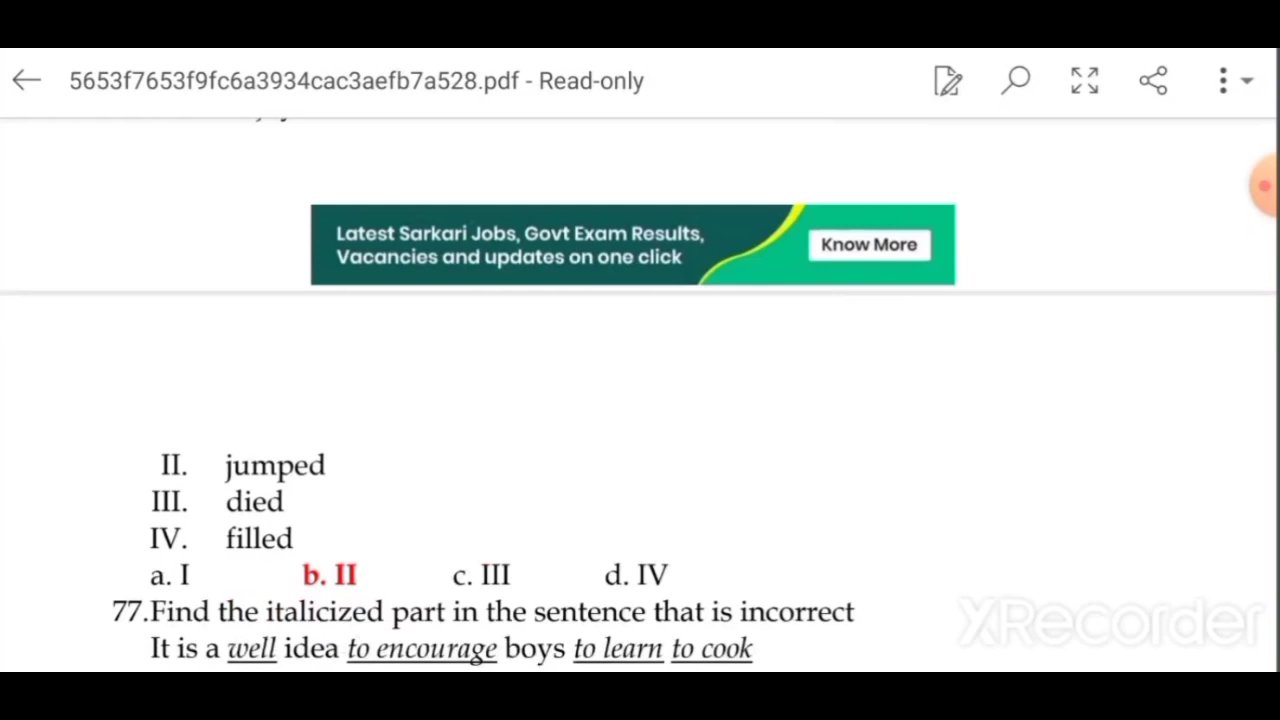 5653f7653f9fc6a3934cac3aefb7a528.pdf - Read-only
Latest Sarkari Jobs, Govt Exam Results,
Vacancies and updates on one click
Know More
II. jumped
III. died
IV. filled
a. I b. II c. III d. IV
77.Find the italicized part in the sentence that is incorrect
It is a well idea to encourage boys to learn to cook
XRecorder